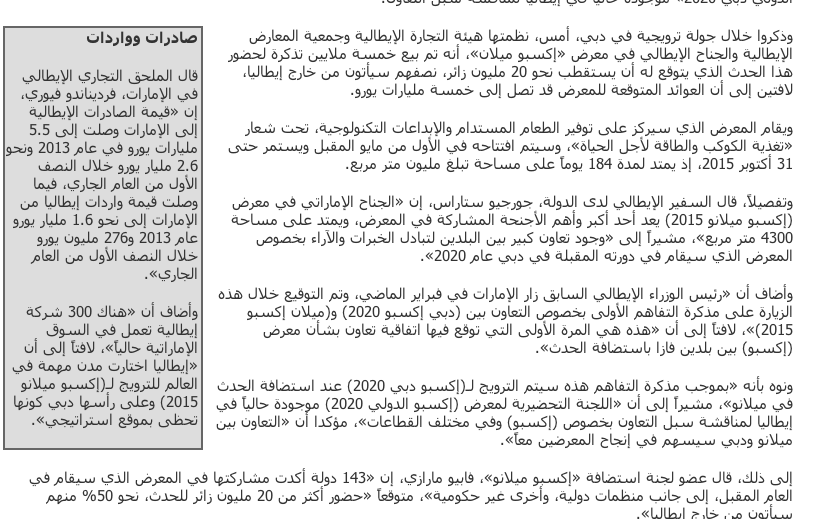 الدولي دبي 2020» موجودة حالياً في إيطاليا لمناقشة سبل التعاون.
وذكروا خلال جولة ترويجية في دبي، أمس، نظمتها هيئة التجارة الإيطالية وجمعية المعارض
الإيطالية والجناح الإيطالي في معرض «إكسبو ميلان»، أنه تم بيع خمسة ملايين تذكرة لحضور
هذا الحدث الذي يتوقع له أن يستقطب نحو 20 مليون زائر، نصفهم سيأتون من خارج إيطاليا،
لافتين إلى أن العوائد المتوقعة للمعرض قد تصل إلى خمسة مليارات يورو.
ويقام المعرض الذي سيركز على توفير الطعام المستدام والإبداعات التكنولوجية، تحت شعار
«تغذية الكوكب والطاقة لأجل الحياة»، وسيتم افتتاحه في الأول من مايو المقبل ويستمر حتى
31 أكتوبر 2015، إذ يمتد لمدة 184 يوماً على مساحة تبلغ مليون متر مربع.
وتفصيلاً، قال السفير الإيطالي لدى الدولة، جورجيو ستاراس، إن «الجناح الإماراتي في معرض
(إكسبو ميلانو 2015) يعد أحد أكبر وأهم الأجنحة المشاركة في المعرض، ويمتد على مساحة
4300 متر مربع»، مشيراً إلى «وجود تعاون كبير بين البلدين لتبادل الخبرات والآراء بخصوص
المعرض الذي سيقام في دورته المقبلة في دبي عام 2020».
وأضاف أن «رئيس الوزراء الإيطالي السابق زار الإمارات في فبراير الماضي، وتم التوقيع خلال هذه
الزيارة على مذكرة التفاهم الأولى بخصوص التعاون بين (دبي إكسبو 2020) و(ميلان إكسبو
2015)»، لافتاً إلى أن «هذه هي المرة الأولى التي توقع فيها اتفاقية تعاون بشأن معرض
(إكسبو) بين بلدين فازا باستضافة الحدث».
ونوه بأنه «بموجب مذكرة التفاهم هذه سيتم الترويج لـ(إكسبو دبي 2020) عند استضافة الحدث
في ميلانو»، مشيراً إلى أن «اللجنة التحضيرية لمعرض (إكسبو الدولي 2020) موجودة حالياً في
إيطاليا لمناقشة سبل التعاون بخصوص (إكسبو) وفي مختلف القطاعات»، مؤكدا أن «التعاون بين
ميلانو ودبي سيسهم في إنجاح المعرضين معاً».
إلى ذلك، قال عضو لجنة استضافة «إكسبو ميلانو»، فابيو مارازي، إن «143 دولة أكدت مشاركتها في المعرض الذي سيقام في
العام المقبل، إلى جانب منظمات دولية، وأخرى غير حكومية»، متوقعاً «حضور أكثر من 20 مليون زائر للحدث، نحو 50% منهم
سيأتون من خارج إيطاليا».
صادرات وواردات
قال الملحق التجاري الإيطالي
في الإمارات، فرديناندو فيوري،
إن «قيمة الصادرات الإيطالية
إلى الإمارات وصلت إلى 5.5
مليارات يورو في عام 2013 ونحو
2.6 مليار يورو خلال النصف
الأول من العام الجاري، فيما
وصلت قيمة واردات إيطاليا من
الإمارات إلى نحو 1.6 مليار يورو
عام 2013 و276 مليون يورو
خلال النصف الأول من العام
الجاري».
وأضاف أن «هناك 300 شركة
إيطالية تعمل في السوق
الإماراتية حالياً»، لافتاً إلى أن
«إيطاليا اختارت مدن مهمة في
العالم للترويج لـ(إكسبو ميلانو
2015) وعلى رأسها دبي كونها
تحظى بموقع استراتيجي».